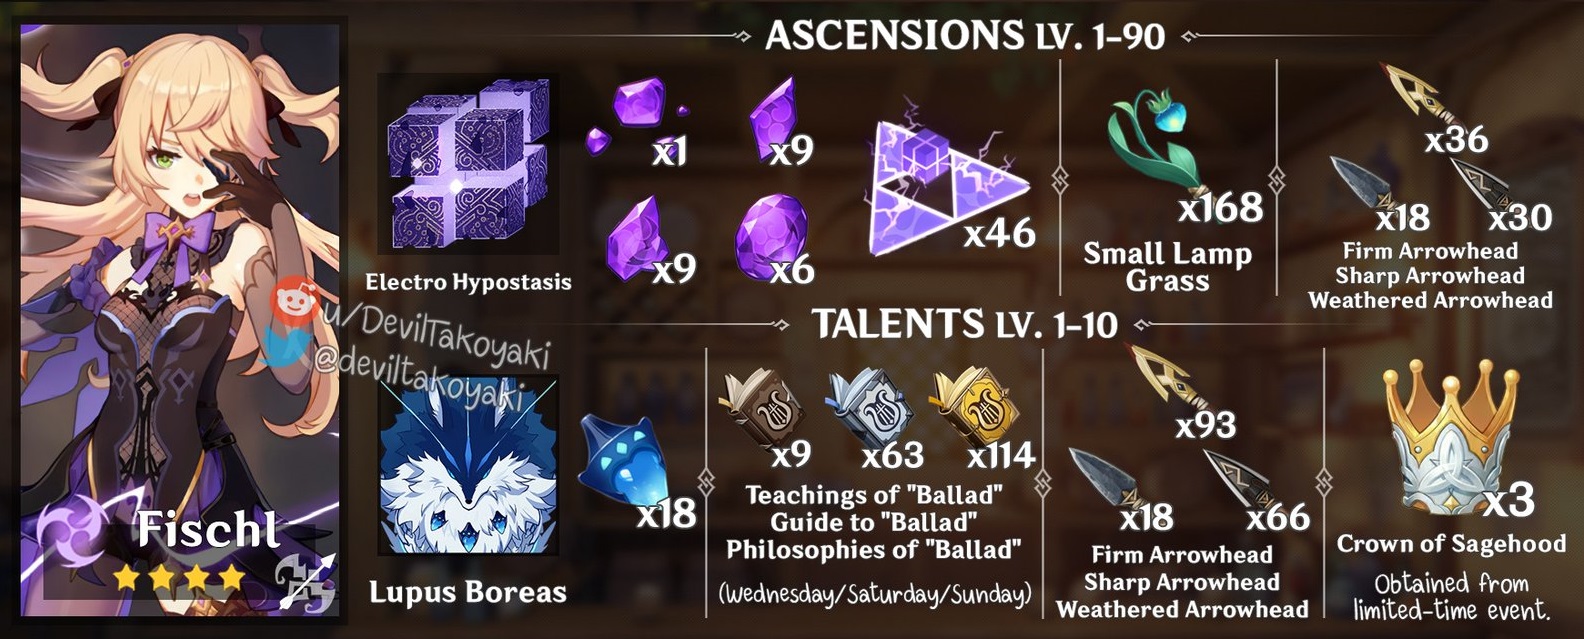 ASCENSIONS LV. 1-90
x1
x9
x9
x6
Electro Hypostasis
x46
x168
Small Lamp
Grass
x36
x18
x30
Firm Arrowhead
Sharp Arrowhead
Weathered Arrowhead
u/DevilTakoyaki
@deviltakoyaki
Fischl
TALENTS LV. 1-10
Lupus Boreas
x18
x9
x63
x114
Teachings of "Ballad"
Guide to "Ballad"
Philosophies of "Ballad"
(Wednesday/Saturday/Sunday)
x93
x18
x66
Firm Arrowhead
Sharp Arrowhead
Weathered Arrowhead
x3
Crown of Sagehood
Obtained from
limited-time event.